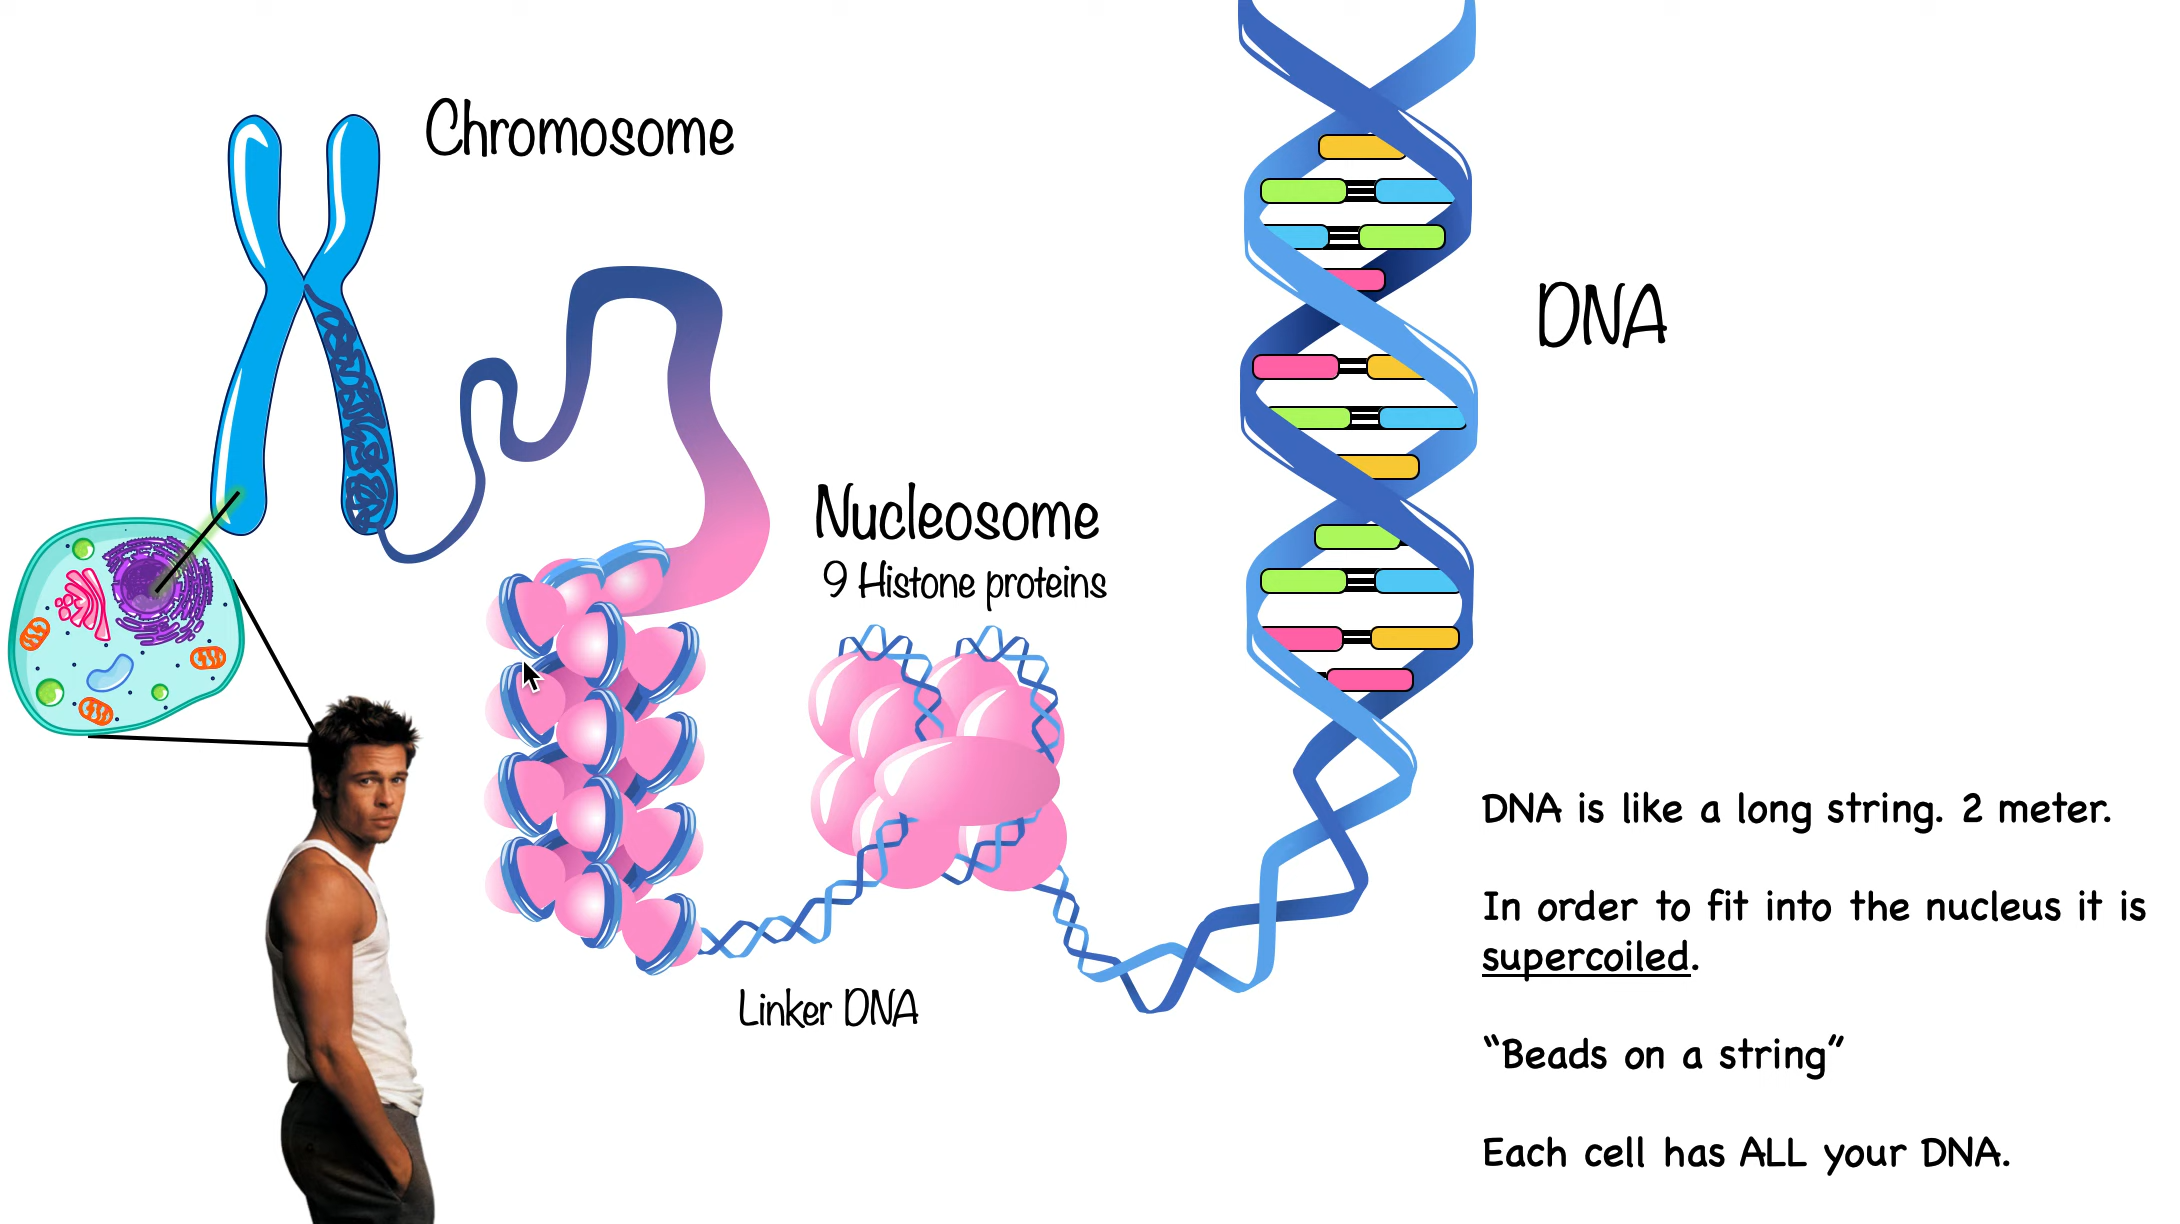 Chromosome
DNA
Nucleosome
9 Histone proteins
Linker DNA
DNA is like a long string. 2 meter.
In order to fit into the nucleus it is
supercoiled.
“Beads on a string”
Each cell has ALL your DNA.